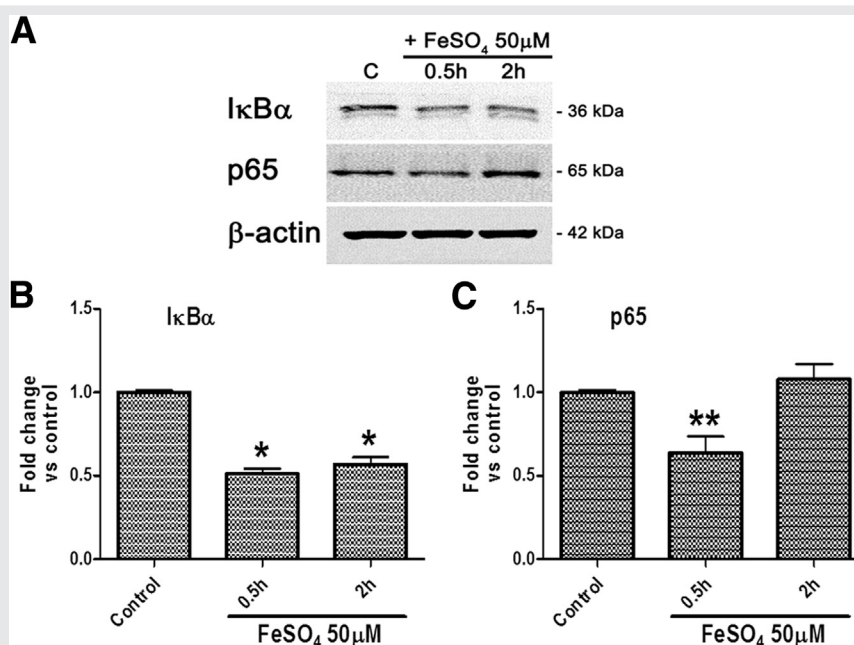 A
+ FeSO₄ 50μM
C 0.5h 2h
IκBα - 36 kDa
p65 - 65 kDa
β-actin - 42 kDa
B
IκBα
Fold change
vs control
1.5
1.0
0.5
0.0
*
*
Control
0.5h
2h
FeSO₄ 50μM
C
p65
Fold change
vs control
1.5
1.0
0.5
0.0
**
Control
0.5h
2h
FeSO₄ 50μM